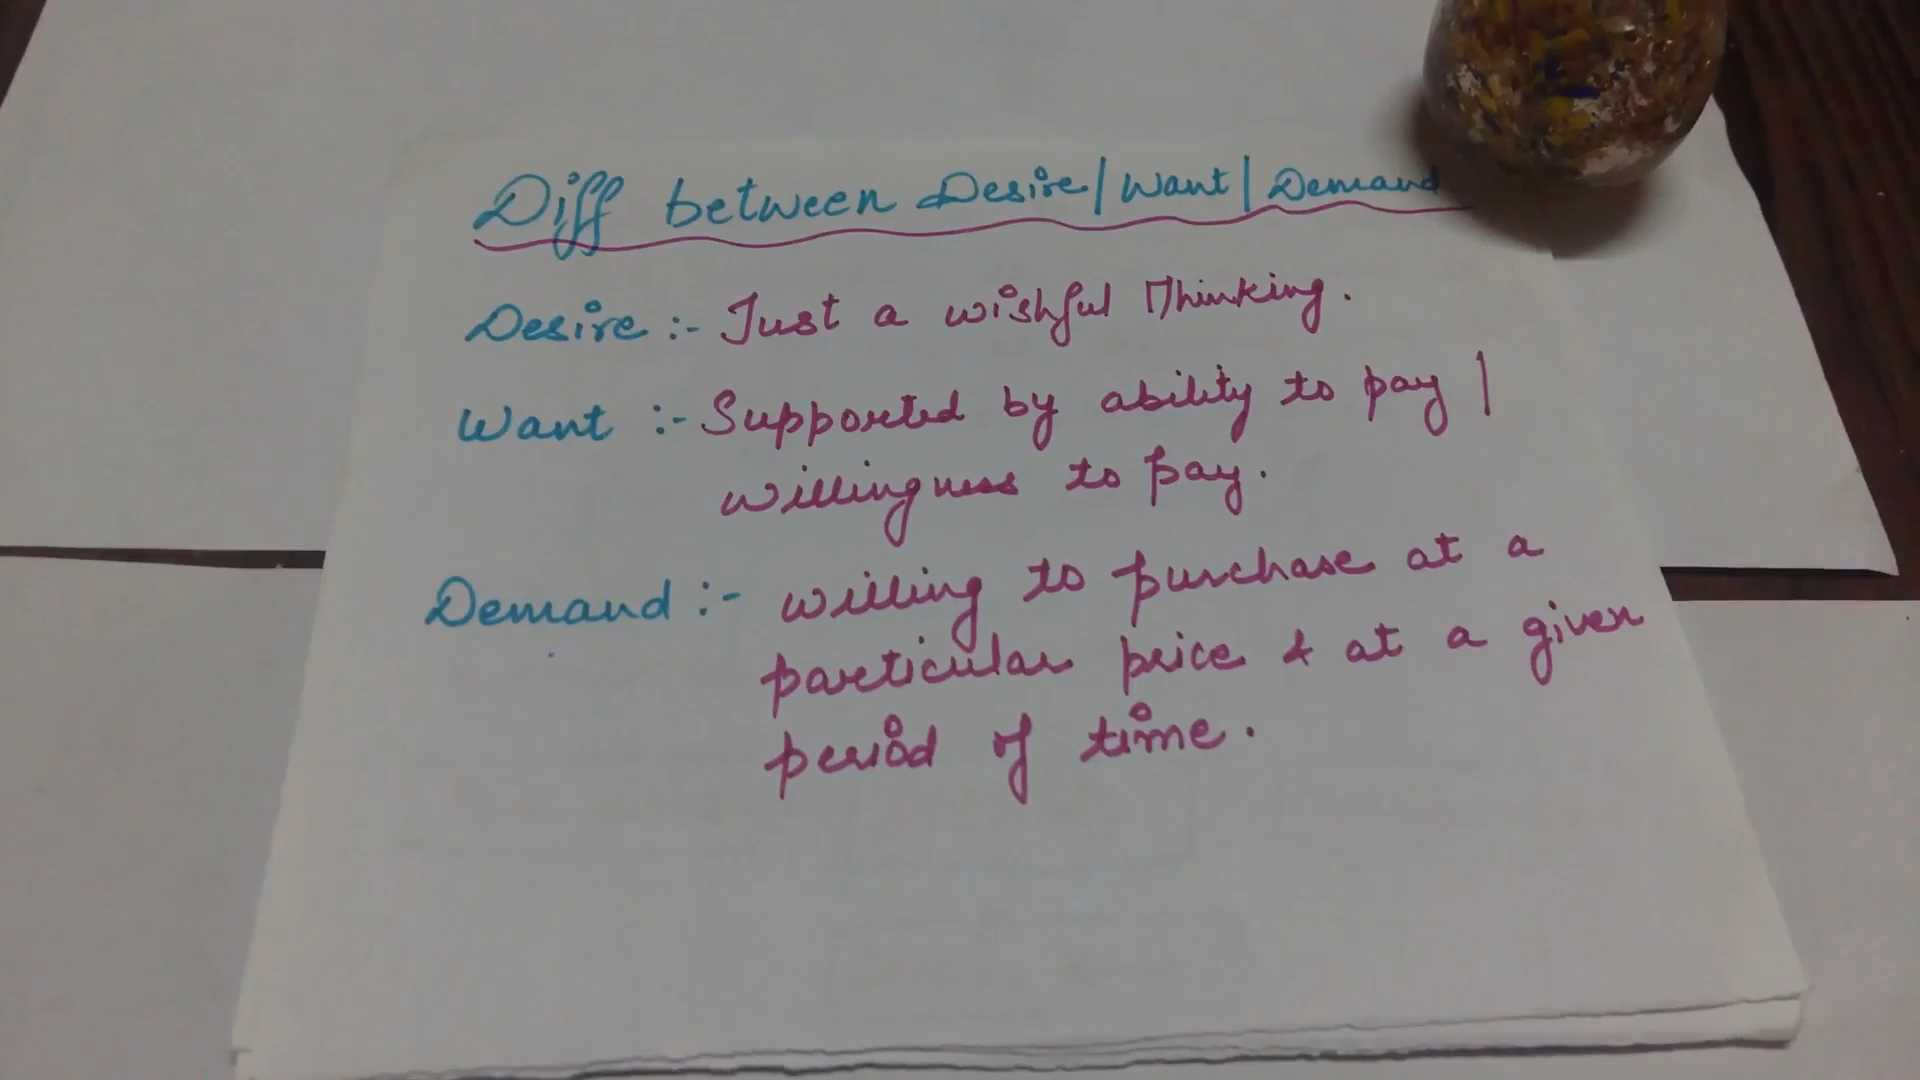 Diff between Desire/Want/Demand
Desire :- Just a wishful Thinking.
Want :- Supported by ability to pay /
willingness to pay.
Demand :- willing to purchase at a
particular price & at a given
period of time.